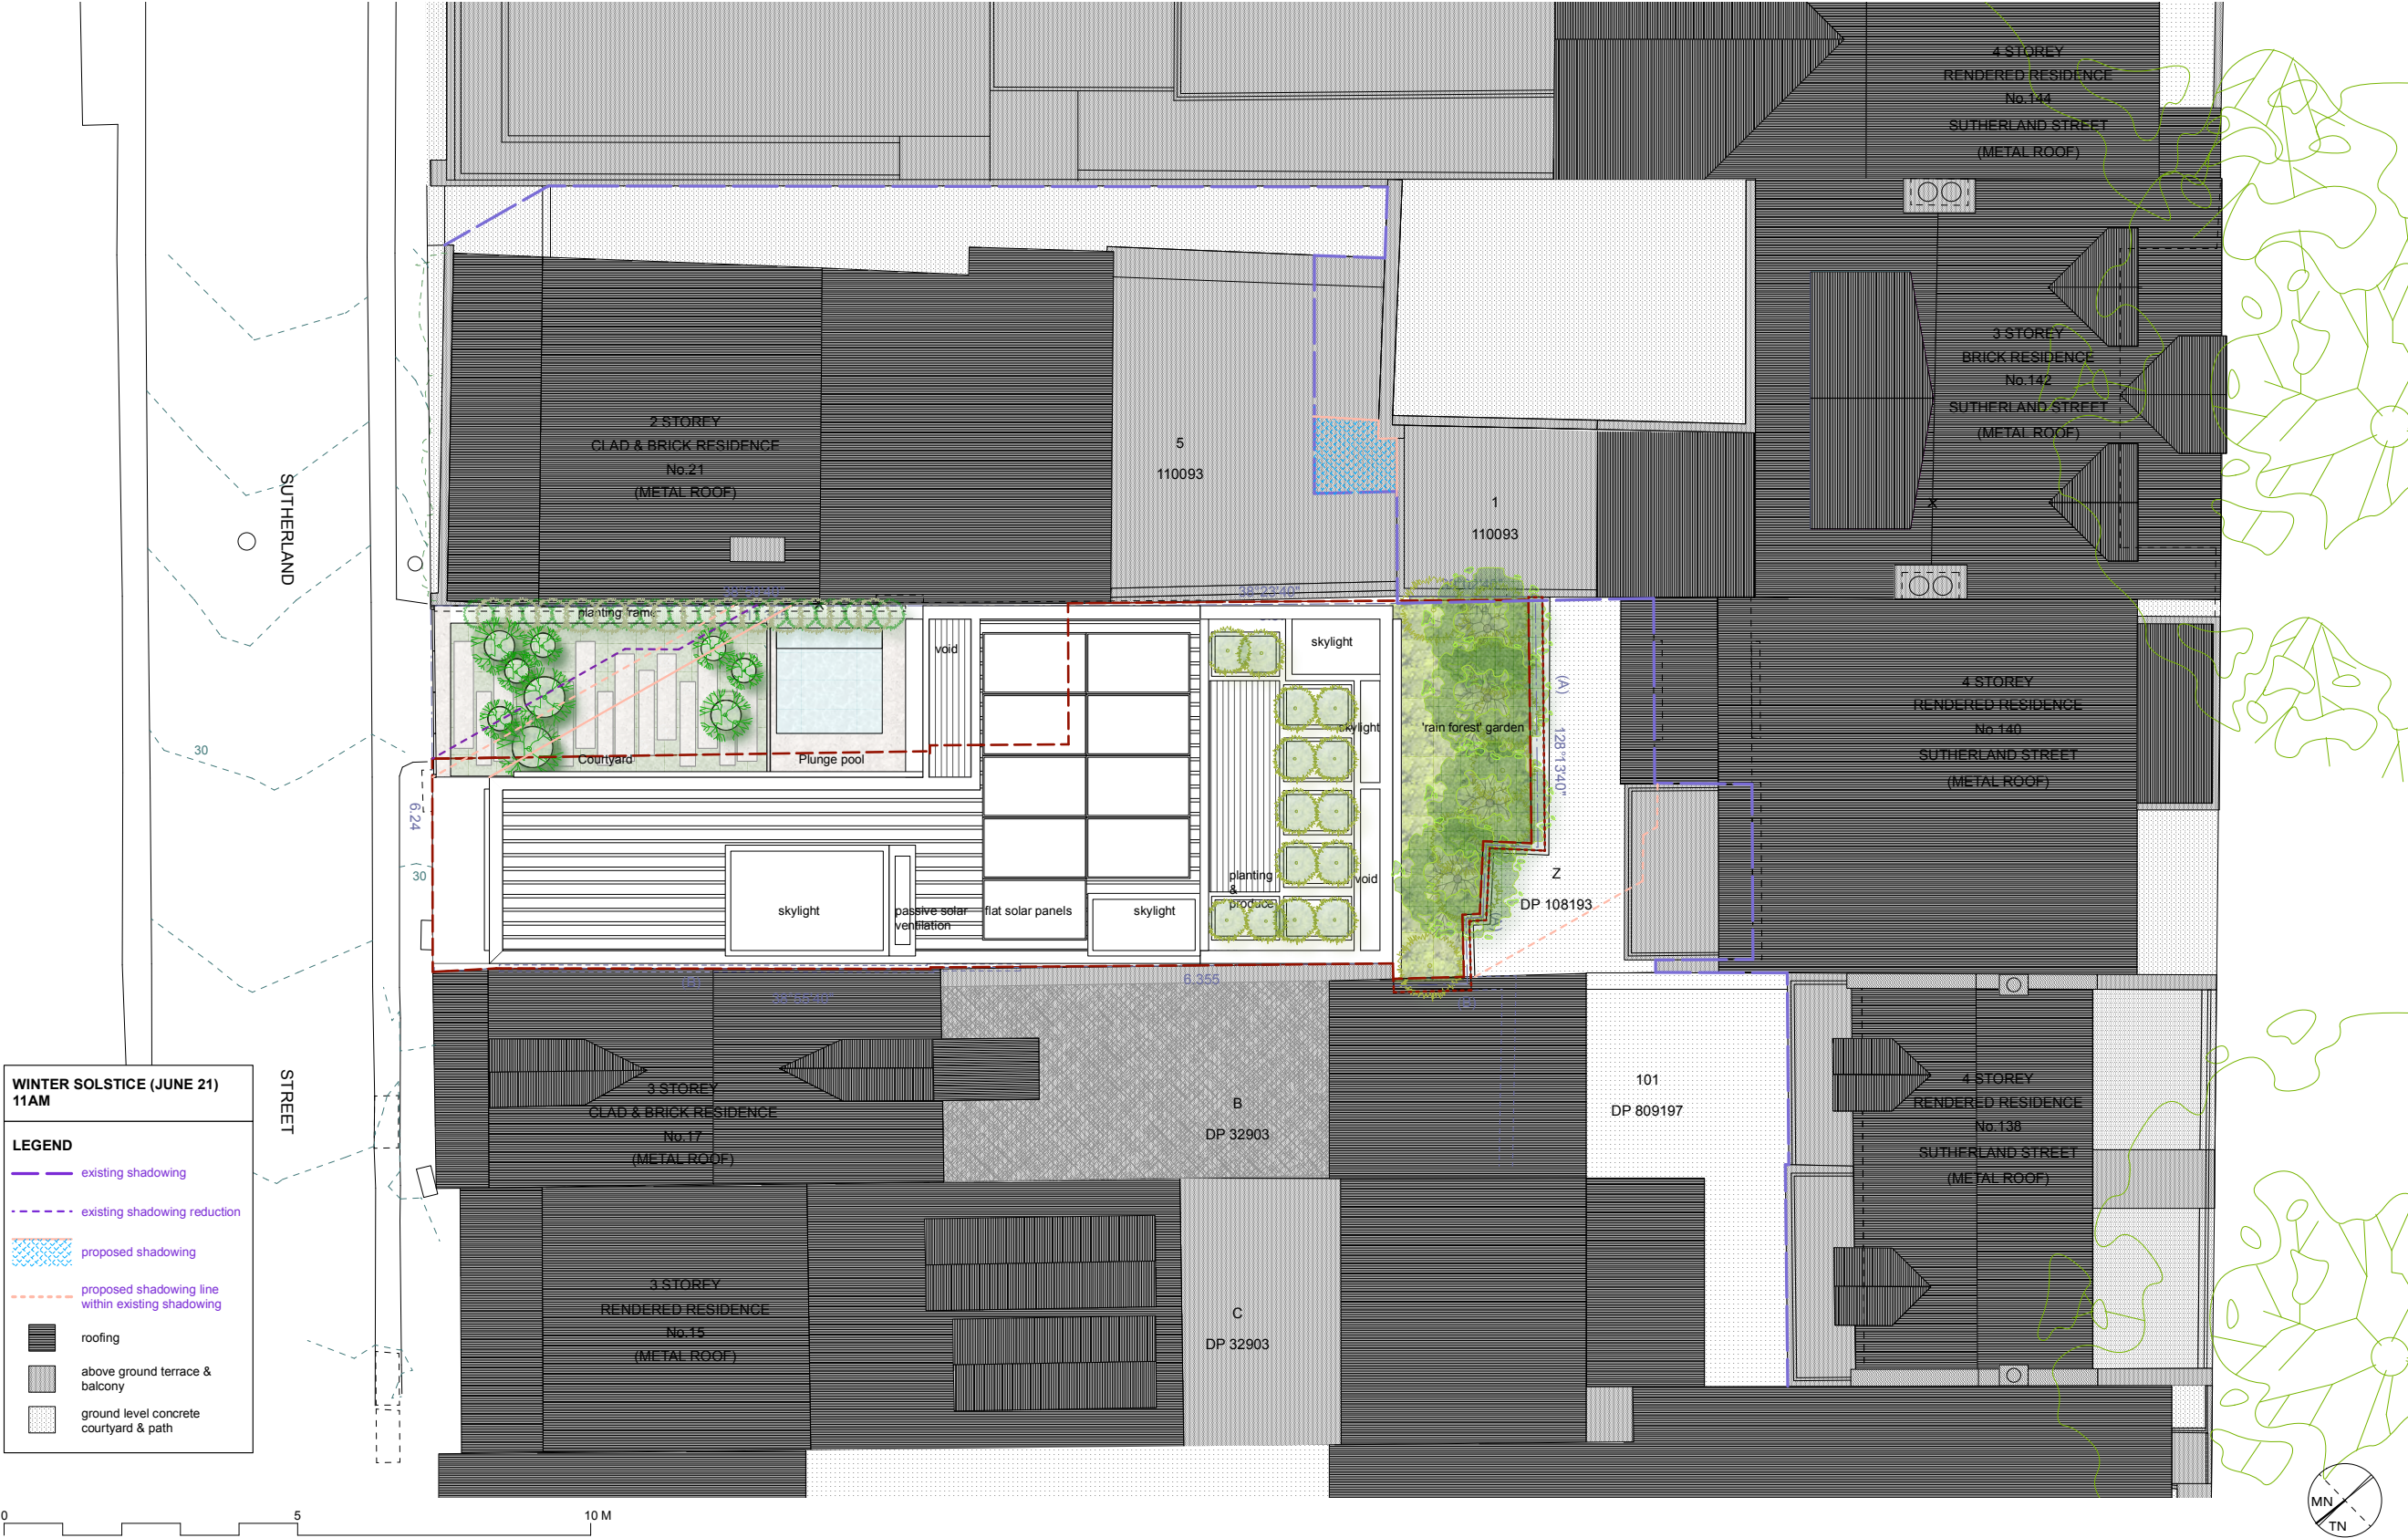 4 STOREY
RENDERED RESIDENCE
No.144
SUTHERLAND STREET
(METAL ROOF)
2 STOREY
CLAD & BRICK RESIDENCE
No.21
(METAL ROOF)
5
110093
1
110093
3 STOREY
BRICK RESIDENCE
No.142
SUTHERLAND STREET
(METAL ROOF)
SUTHERLAND
STREET
planting frame
38°23'40"
void
skylight
skylight
'rain forest' garden
(A)
128°13'40"
Courtyard
Plunge pool
30
30
6.24
4 STOREY
RENDERED RESIDENCE
No.140
SUTHERLAND STREET
(METAL ROOF)
skylight
passive solar
ventilation
flat solar panels
skylight
planting
&
produce
void
Z
DP 108193
6.355
3 STOREY
CLAD & BRICK RESIDENCE
No.17
(METAL ROOF)
B
DP 32903
101
DP 809197
4 STOREY
RENDERED RESIDENCE
No.138
SUTHERLAND STREET
(METAL ROOF)
3 STOREY
RENDERED RESIDENCE
No.15
(METAL ROOF)
C
DP 32903
WINTER SOLSTICE (JUNE 21)
11AM
LEGEND
existing shadowing
existing shadowing reduction
proposed shadowing
proposed shadowing line
within existing shadowing
roofing
above ground terrace &
balcony
ground level concrete
courtyard & path
0 5 10 M
MN
TN